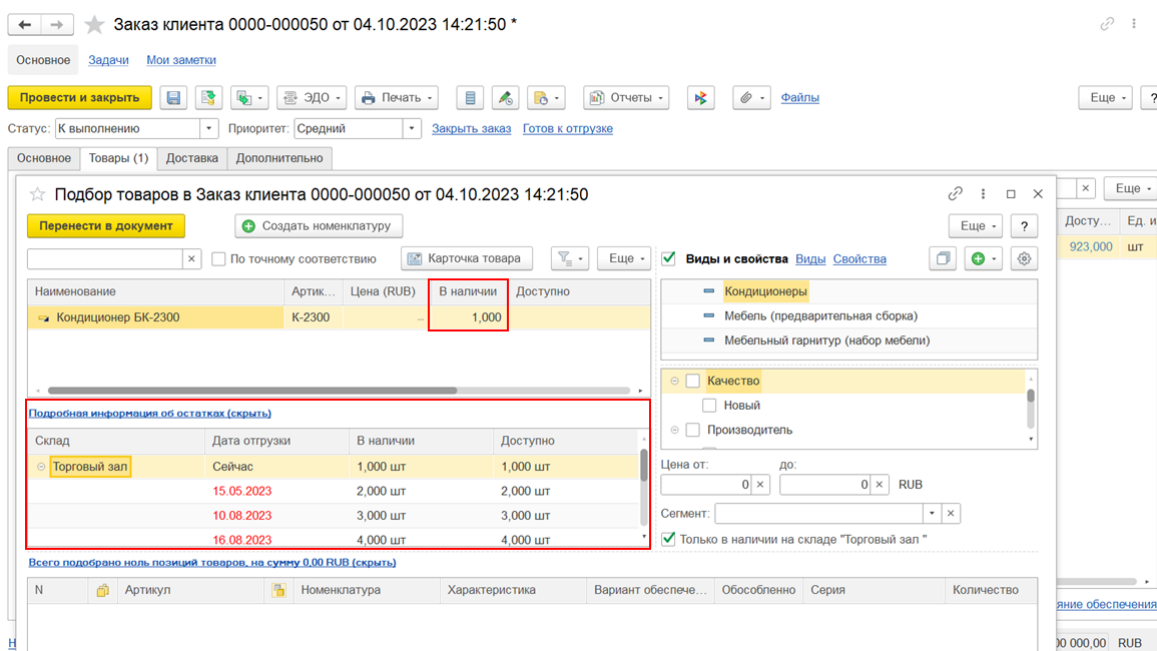 Заказ клиента 0000-000050 от 04.10.2023 14:21:50 *
Основное Задачи Мои заметки
Провести и закрыть ЭДО Печать Отчеты Файлы Еще ?
Статус: К выполнению Приоритет: Средний Закрыть заказ Готов к отгрузке
Основное Товары (1) Доставка Дополнительно
Подбор товаров в Заказ клиента 0000-000050 от 04.10.2023 14:21:50
Еще
Перенести в документ Создать номенклатуру Еще ?
Досту... Ед. и
По точному соответствию Карточка товара Еще Виды и свойства Виды Свойства
923,000 шт
Наименование Артик... Цена (RUB) В наличии Доступно
Кондиционер БК-2300 К-2300 ... 1,000
Кондиционеры
Мебель (предварительная сборка)
Мебельный гарнитур (набор мебели)
Качество
Новый
Производитель
Подробная информация об остатках (скрыть)
Склад Дата отгрузки В наличии Доступно
Торговый зал Сейчас 1,000 шт 1,000 шт
15.05.2023 2,000 шт 2,000 шт
10.08.2023 3,000 шт 3,000 шт
16.08.2023 4,000 шт 4,000 шт
Цена от: до:
0 0 RUB
Сегмент:
Только в наличии на складе "Торговый зал "
Всего подобрано ноль позиций товаров, на сумму 0,00 RUB (скрыть)
N Артикул Номенклатура Характеристика Вариант обеспече... Обособленно Серия Количество
яние обеспечения
Н
00 000,00 RUB